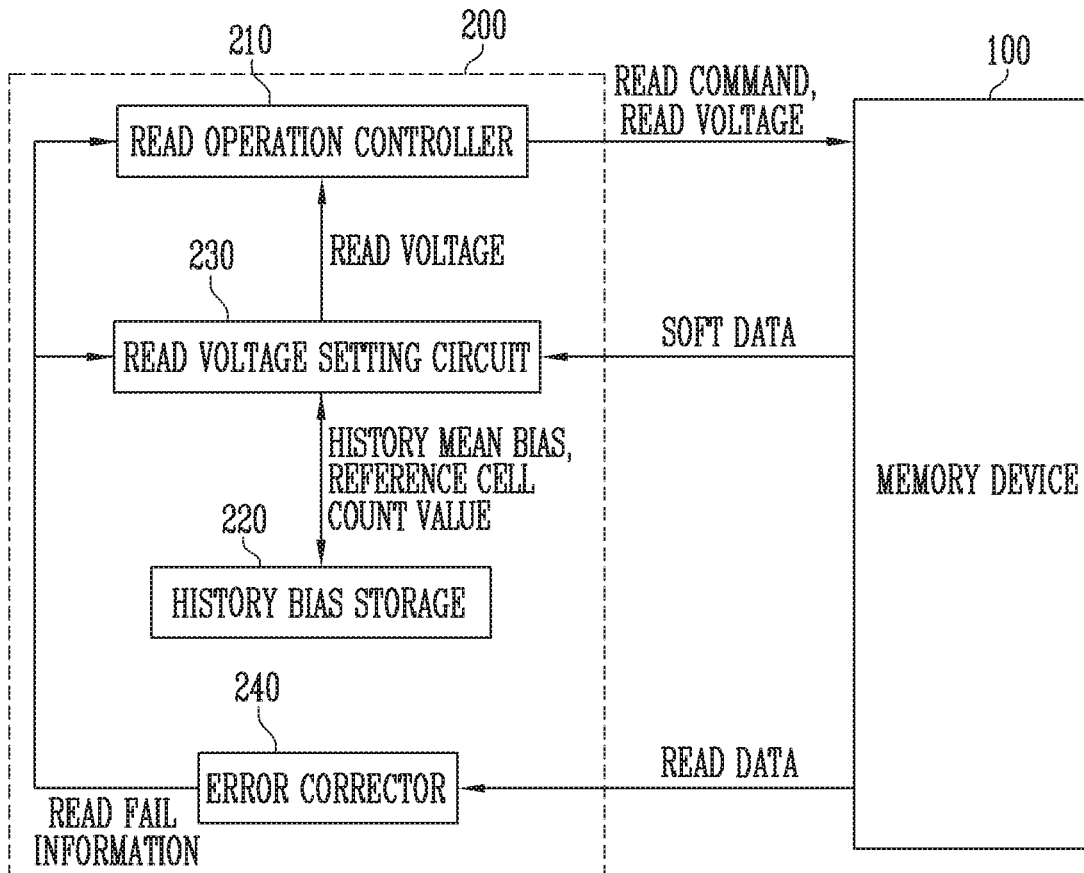 200
210
100
READ COMMAND,
READ VOLTAGE
READ OPERATION CONTROLLER
READ VOLTAGE
230
READ VOLTAGE SETTING CIRCUIT
SOFT DATA
HISTORY MEAN BIAS,
REFERENCE CELL
COUNT VALUE
MEMORY DEVICE
220
HISTORY BIAS STORAGE
240
ERROR CORRECTOR
READ DATA
READ FAIL
INFORMATION